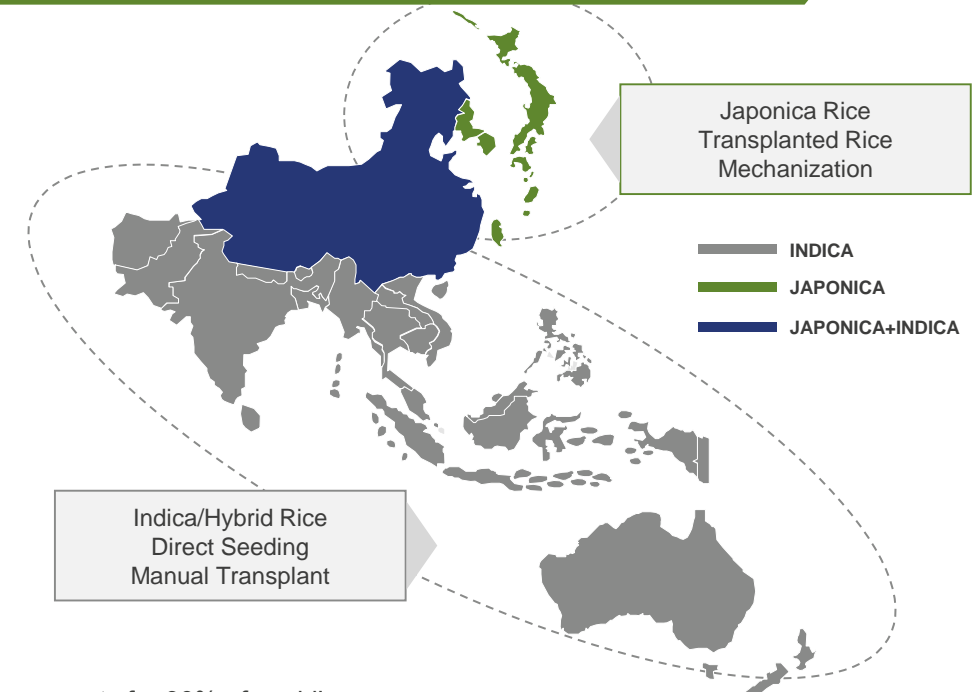 Japonica Rice
Transplanted Rice
Mechanization
INDICA
JAPONICA
JAPONICA+INDICA
Indica/Hybrid Rice
Direct Seeding
Manual Transplant